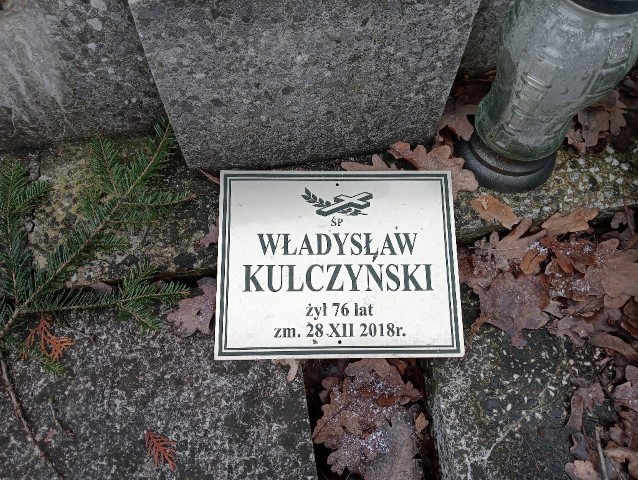 ŚP
WŁADYSŁAW
KULCZYŃSKI
żył 76 lat
zm. 28 XII 2018r.